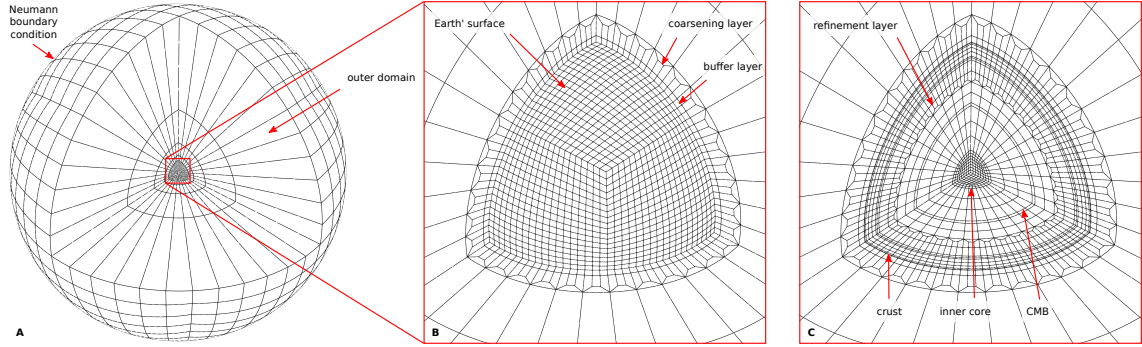 Neumann
boundary
condition
outer domain
A
Earth' surface
coarsening layer
buffer layer
B
refinement layer
crust
inner core
CMB
C